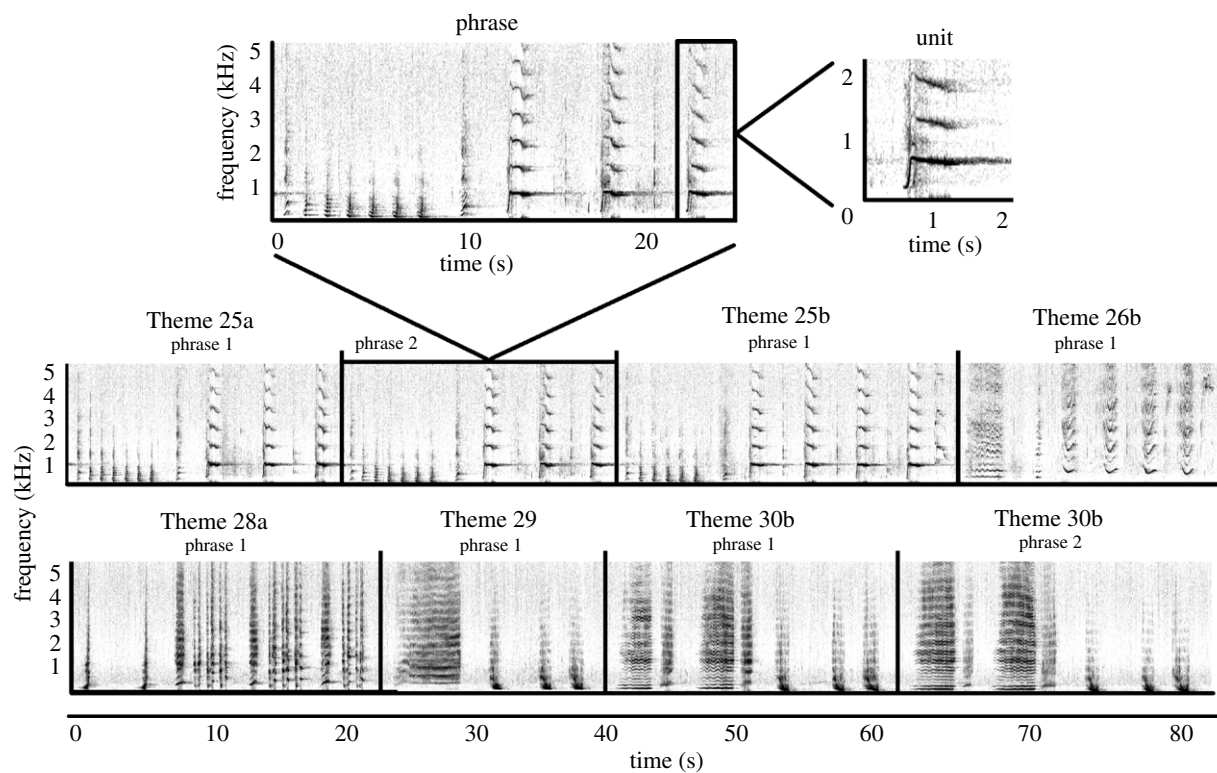 phrase
unit
frequency (kHz)
5
4
3
2
1
0 10 20
time (s)
2
1
0
1 2
time (s)
Theme 25a
phrase 1
phrase 2
Theme 25b
phrase 1
Theme 26b
phrase 1
5
4
3
2
1
frequency (kHz)
Theme 28a
phrase 1
Theme 29
phrase 1
Theme 30b
phrase 1
Theme 30b
phrase 2
5
4
3
2
1
0 10 20 30 40 50 60 70 80
time (s)